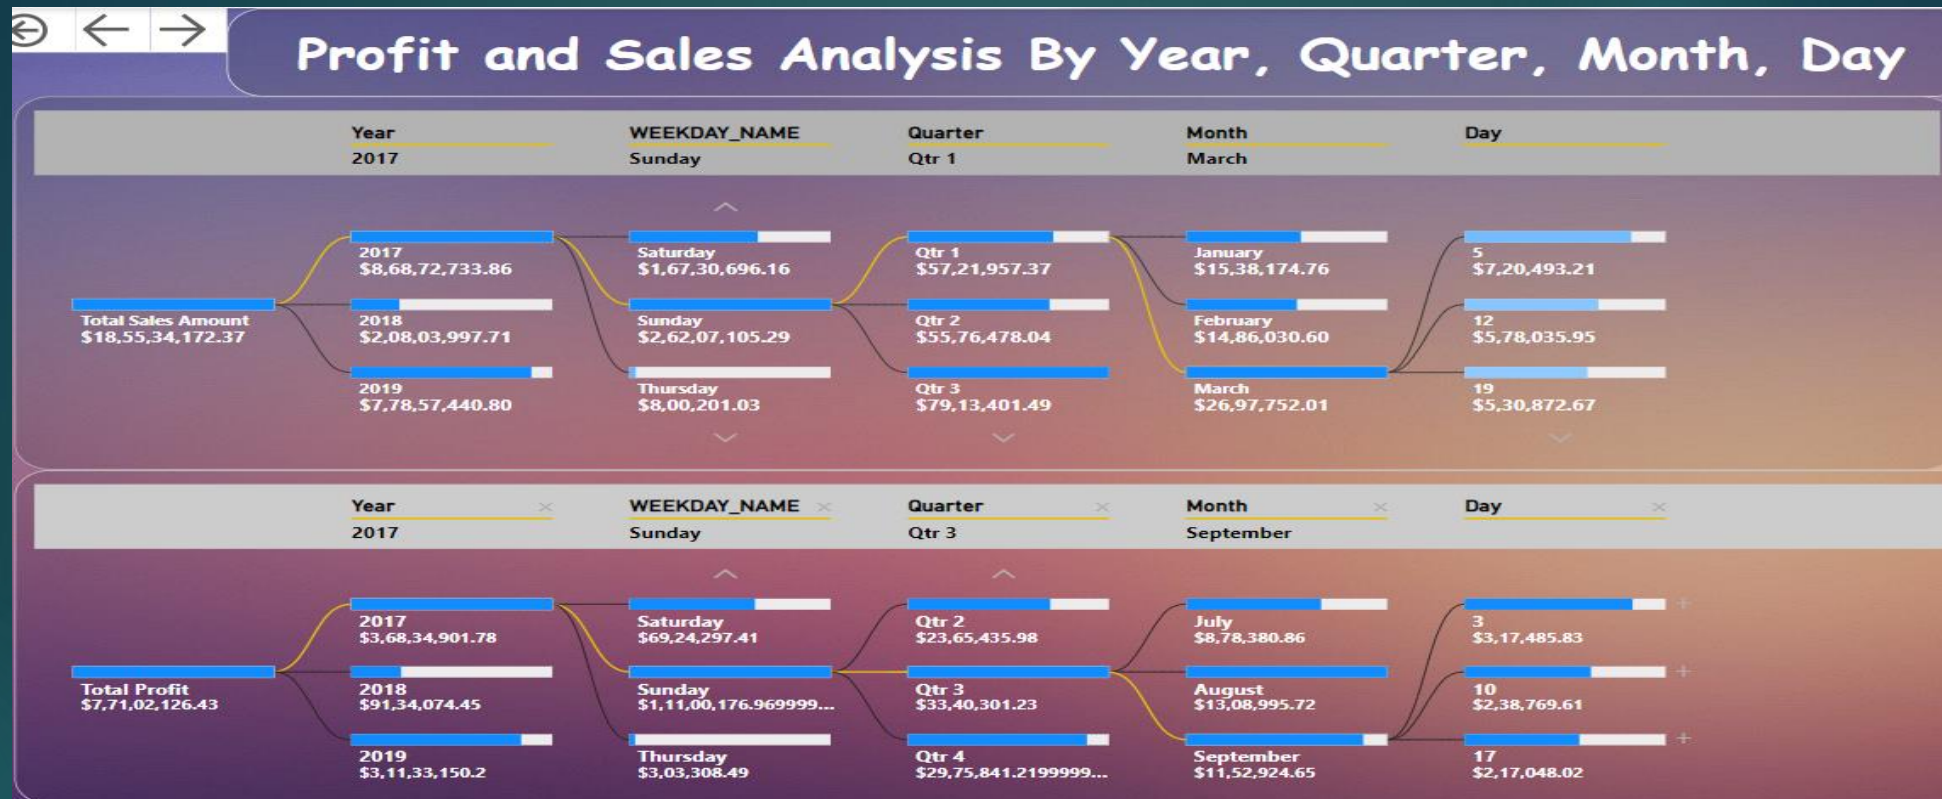 Profit and Sales Analysis By Year, Quarter, Month, Day
Year WEEKDAY_NAME Quarter Month Day
2017 Sunday Qtr 1 March
2017 Saturday Qtr 1 January 5
$8,68,72,733.86 $1,67,30,696.16 $57,21,957.37 $15,38,174.76 $7,20,493.21
Total Sales Amount 2018 Sunday Qtr 2 February 12
$18,55,34,172.37 $2,08,03,997.71 $2,62,07,105.29 $55,76,478.04 $14,86,030.60 $5,78,035.95
2019 Thursday Qtr 3 March 19
$7,78,57,440.80 $8,00,201.03 $79,13,401.49 $26,97,752.01 $5,30,872.67
Year WEEKDAY_NAME Quarter Month Day
2017 Sunday Qtr 3 September
2017 Saturday Qtr 2 July 3
$3,68,34,901.78 $69,24,297.41 $23,65,435.98 $8,78,380.86 $3,17,485.83
Total Profit 2018 Sunday Qtr 3 August 10
$7,71,02,126.43 $91,34,074.45 $1,11,00,176.969999... $33,40,301.23 $13,08,995.72 $2,38,769.61
2019 Thursday Qtr 4 September 17
$3,11,33,150.2 $3,03,308.49 $29,75,841.2199999... $11,52,924.65 $2,17,048.02